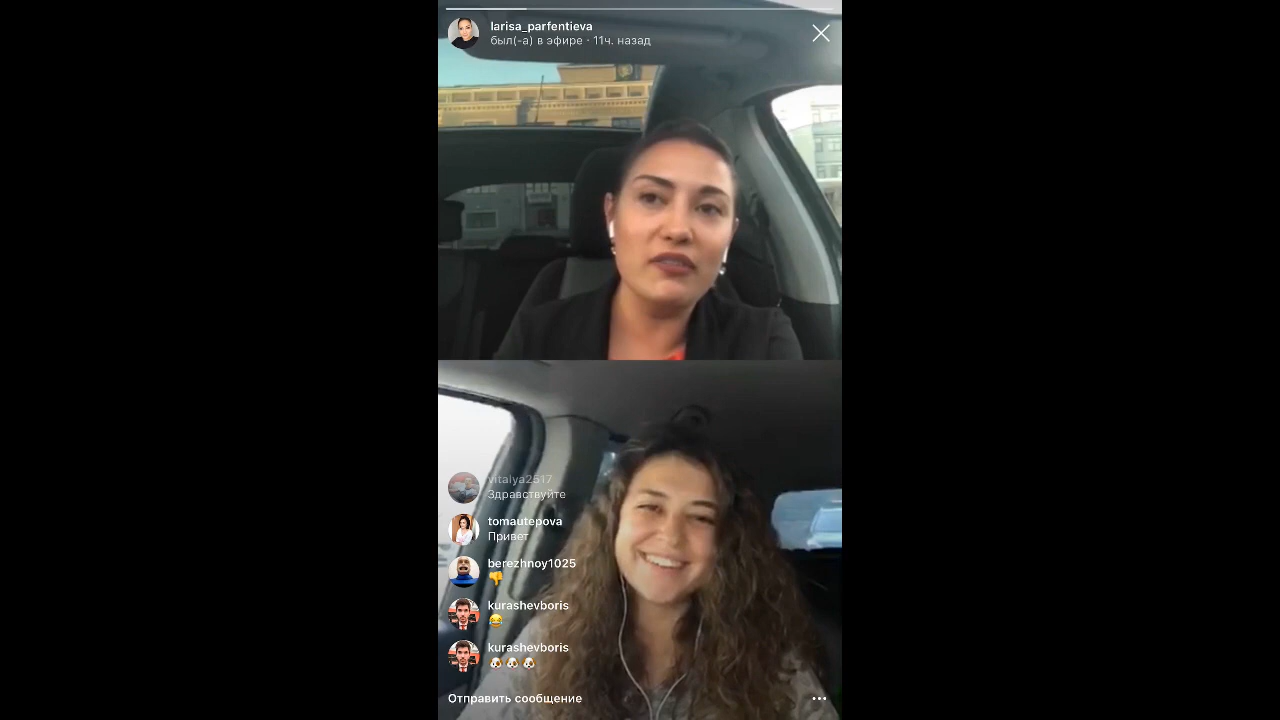 larisa_parfentieva
был(-а) в эфире · 11ч. назад
vitalya2517
Здравствуйте
tomautepova
Привет
berezhnoy1025
👎
kurashevboris
😂
kurashevboris
🐶🐶🐶
Отправить сообщение